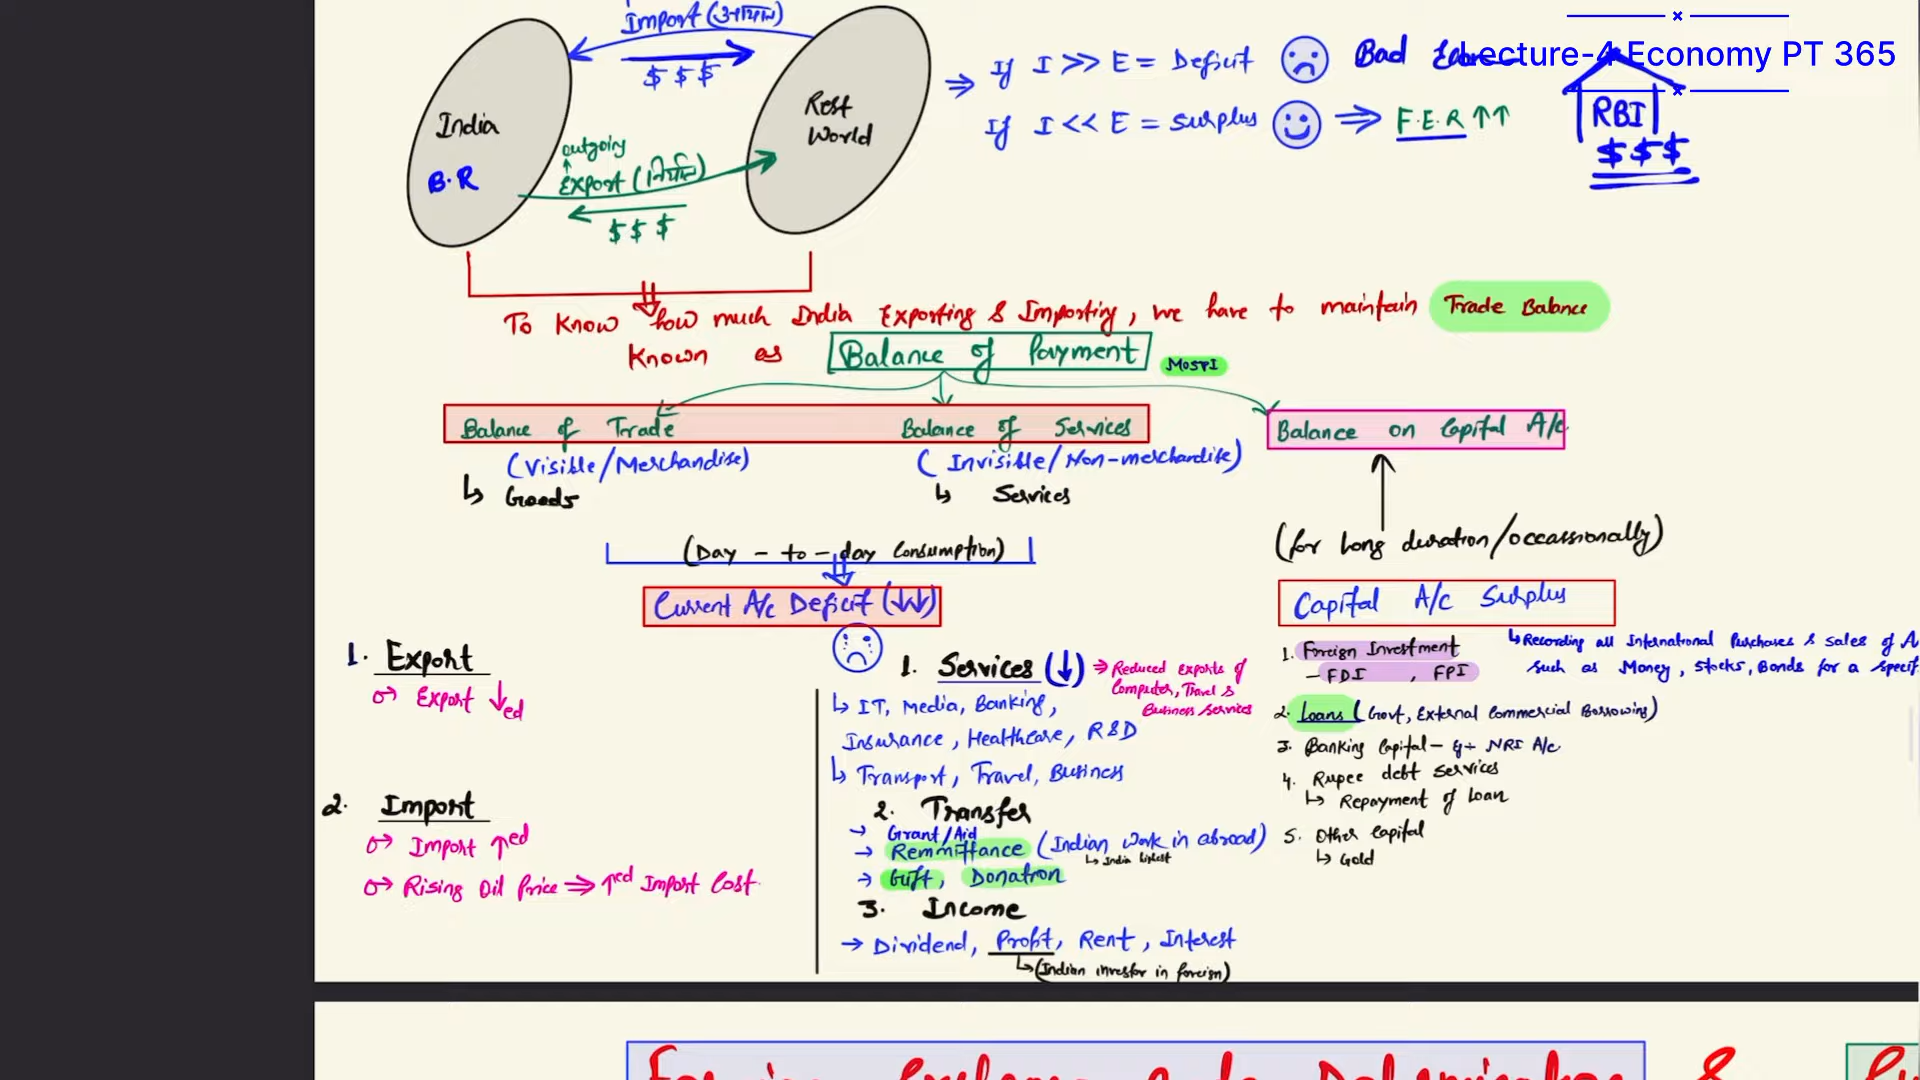 Import (आयात)
$ $ $
India
B.R
Rest World
outgoing
Export (निर्यात)
$ $ $
⇒ If I >> E = Deficit ☹ Bad
If I << E = Surplus ☺ ⇒ F.E.R ↑↑
Lecture-4 Economy PT 365
RBI
$$$
To Know how much India Exporting & Importing, we have to maintain Trade Balance
Known as Balance of Payment
MOSPI
Balance of Trade Balance of Services Balance on Capital A/c
(Visible/Merchandise) (Invisible/Non-merchandise)
↳ Goods ↳ Services
(Day - to - day Consumption) (for long duration/occassionally)
Current A/c Deficit (↓↓) Capital A/c Surplus
1. Export
Export ↓ed
2. Import
Import ↑ed
Rising Oil Price ⇒ ↑ed Import Cost
1. Services (↓) ⇒ Reduced Exports of
Computer, Travel &
Business Services
↳ IT, Media, Banking,
Insurance, Healthcare, R&D
↳ Transport, Travel, Business
2. Transfer
→ Grant/Aid
→ Remmittance (Indian work in abroad)
↳ India highest
→ Gift, Donation
3. Income
→ Dividend, Profit, Rent, Interest
↳ (Indian investor in foreign)
1. Foreign Investment
- FDI, FPI
↳ Recording all International Purchases & sales of A
such as Money, Stocks, Bonds for a specif
2. Loans (Govt, External Commercial Borrowing)
3. Banking Capital - NRI A/c
4. Rupee debt services
↳ Repayment of loan
5. Other Capital
↳ Gold